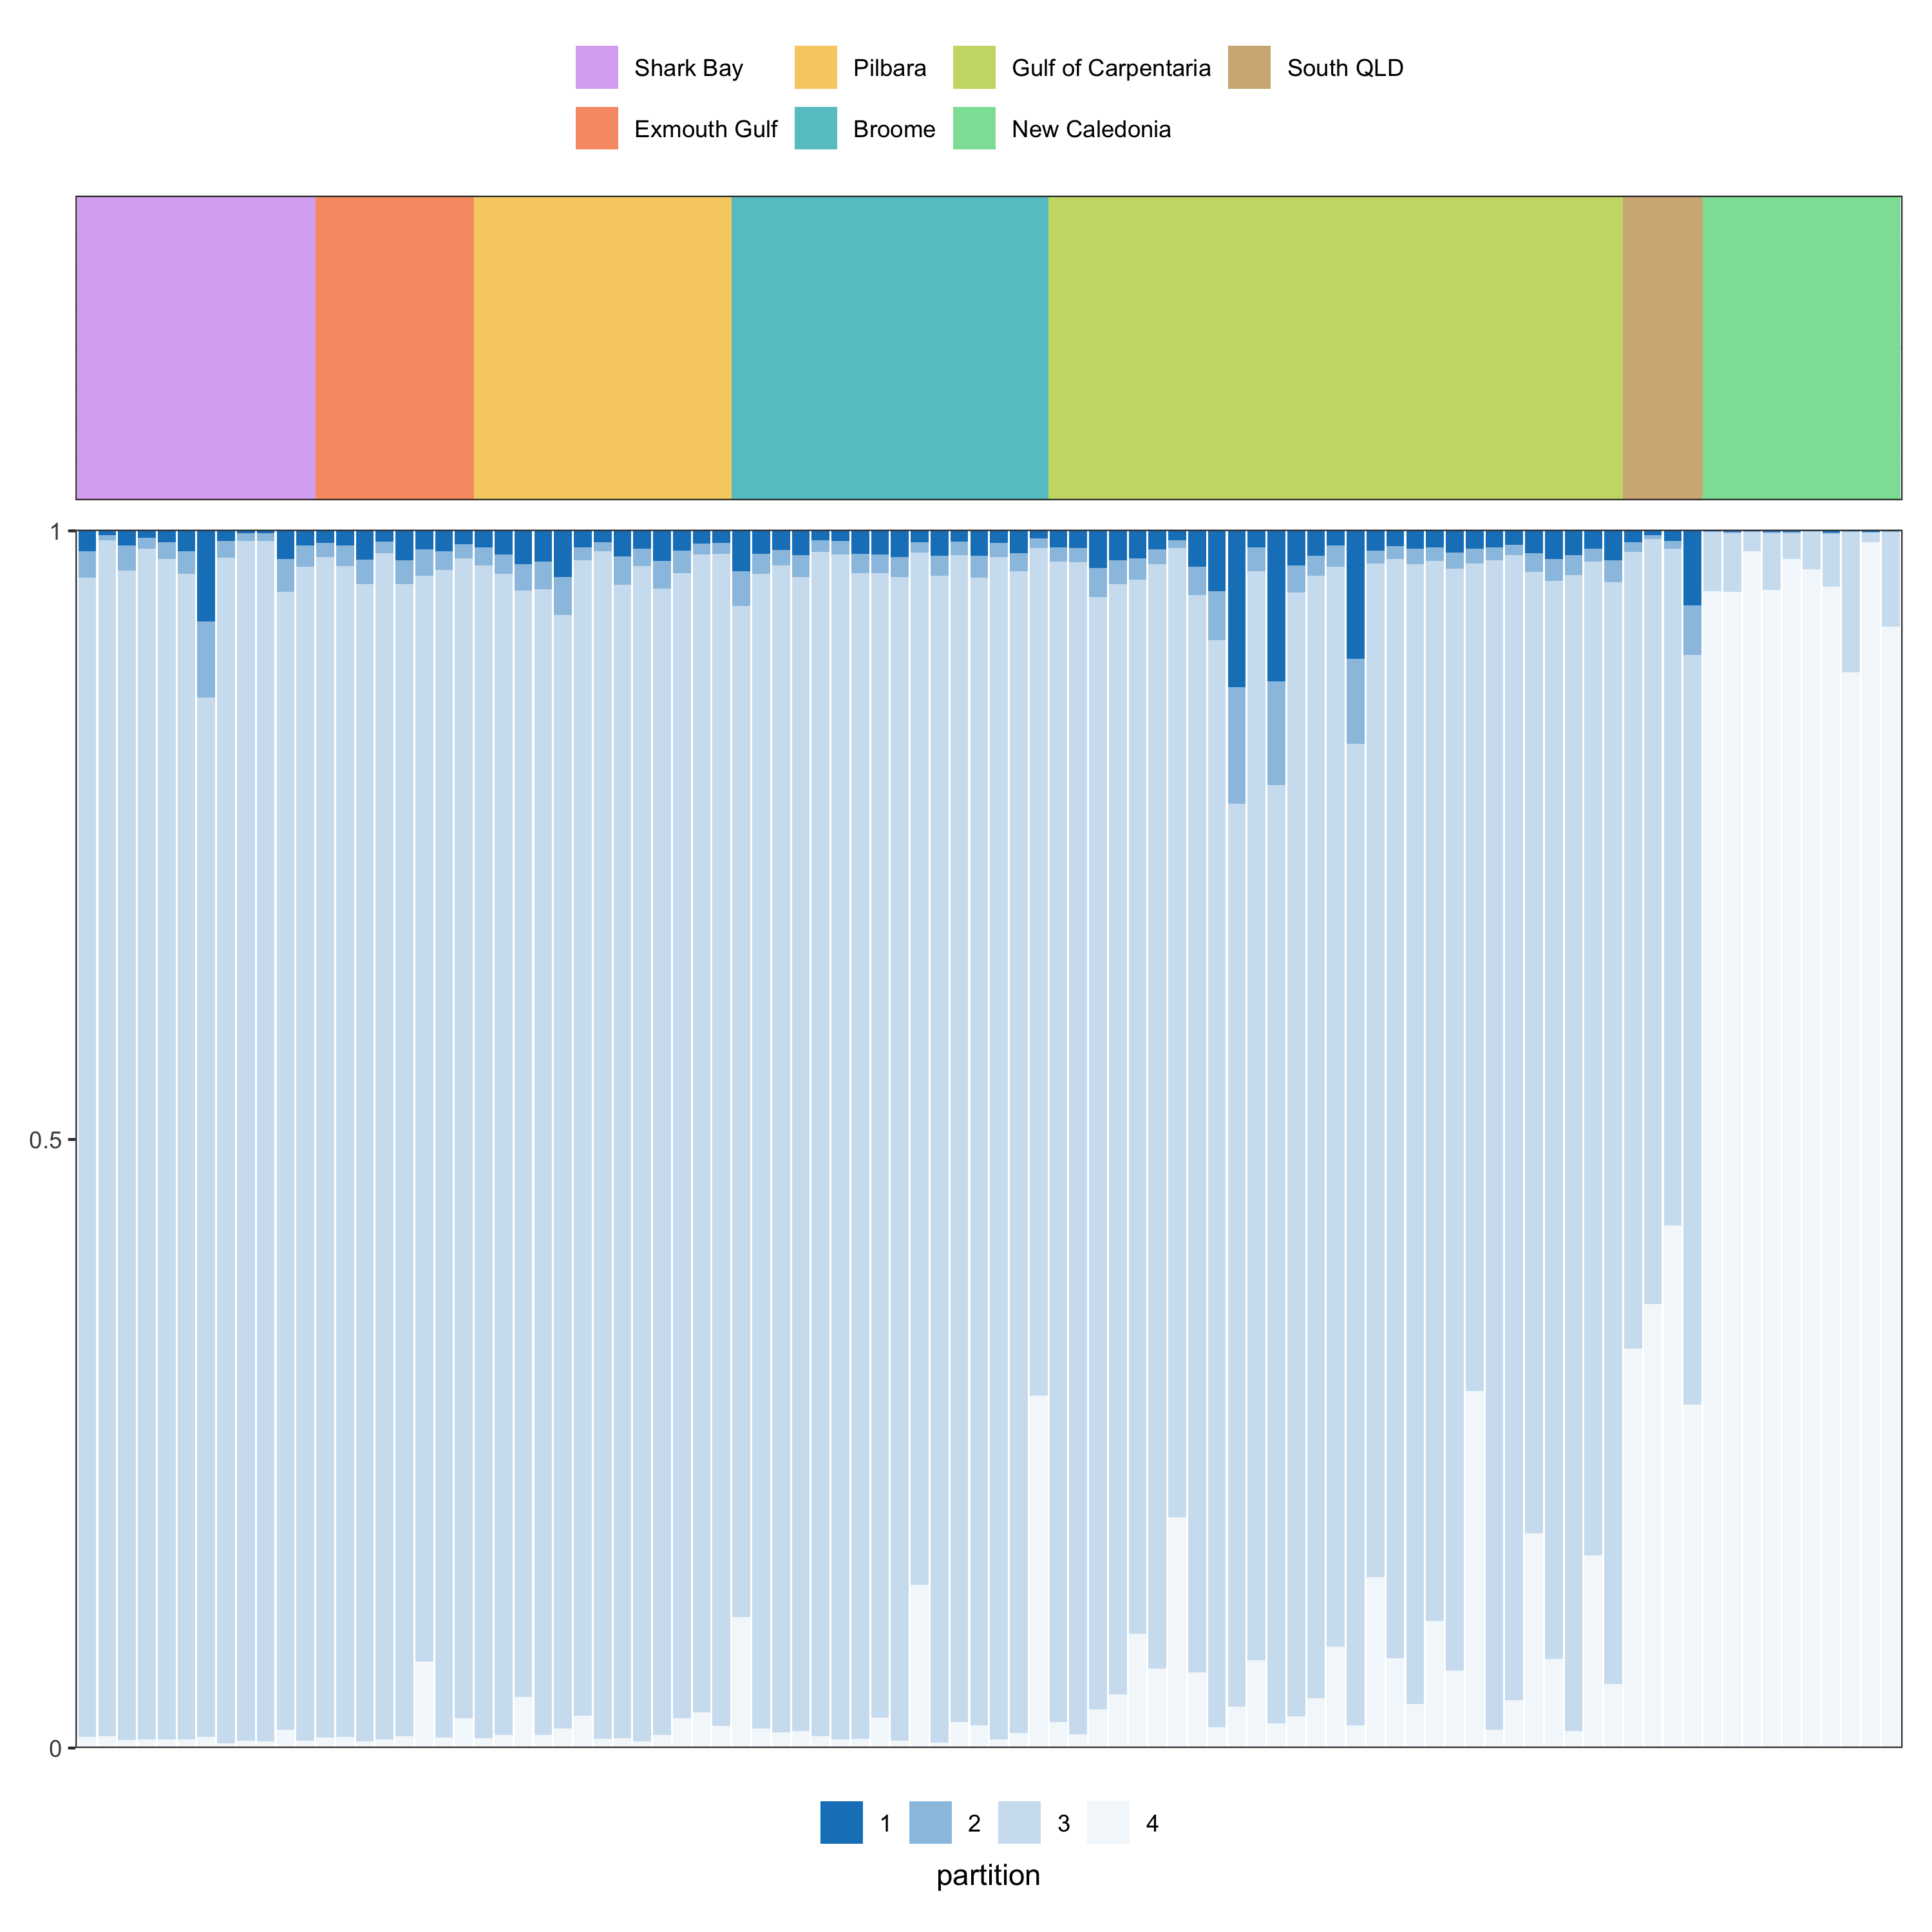 Shark Bay Pilbara Gulf of Carpentaria South QLD
Exmouth Gulf Broome New Caledonia
1
0.5
0
1 2 3 4
partition